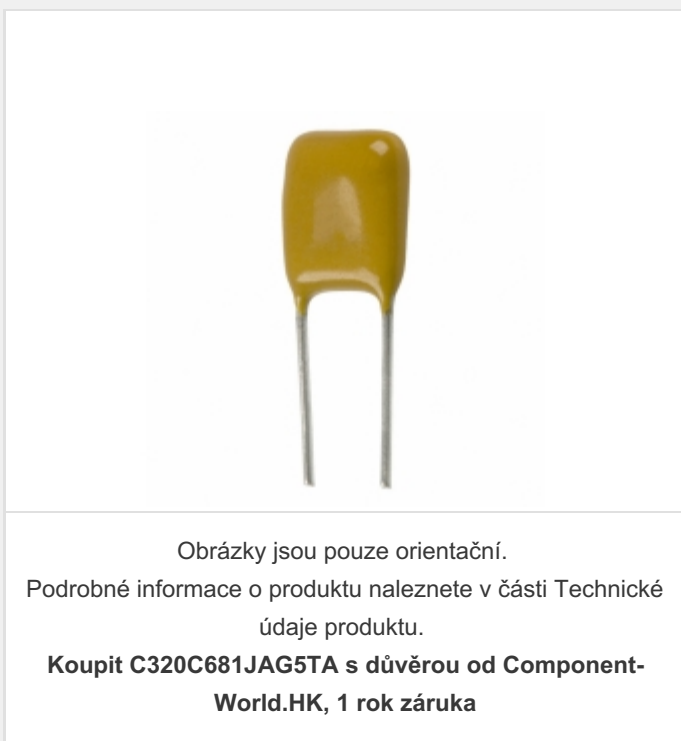 Obrázky jsou pouze orientační.
Podrobné informace o produktu naleznete v části Technické
údaje produktu.
Koupit C320C681JAG5TA s důvěrou od Component-
World.HK, 1 rok záruka